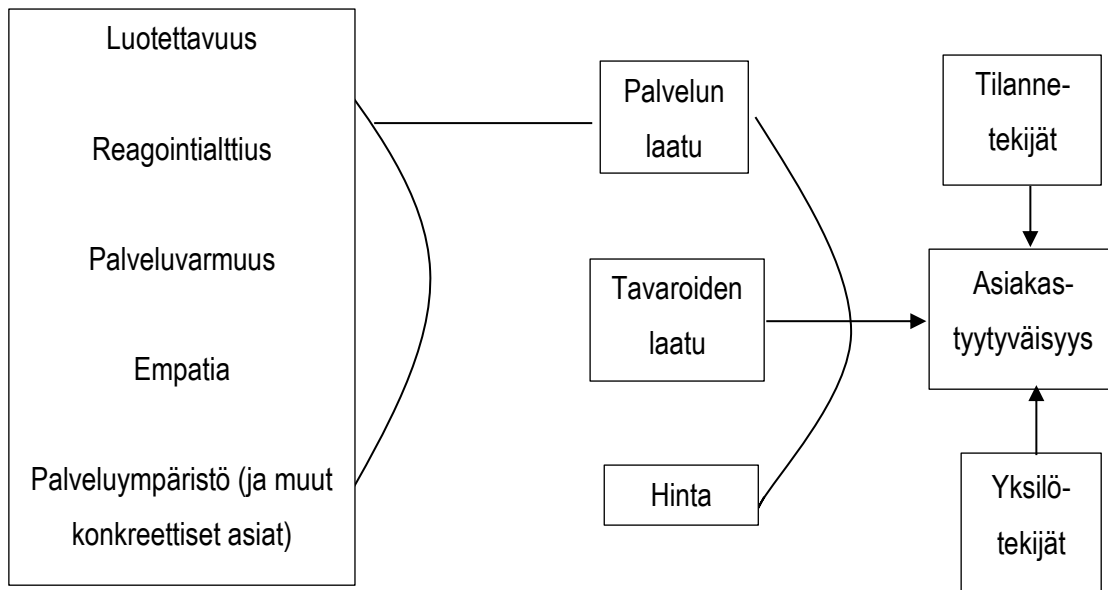 Luotettavuus
Reagointialttius
Palveluvarmuus
Empatia
Palveluympäristö (ja muut
konkreettiset asiat)
Palvelun
laatu
Tavaroiden
laatu
Hinta
Tilanne-
tekijät
Asiakas-
tyytyväisyys
Yksilö-
tekijät